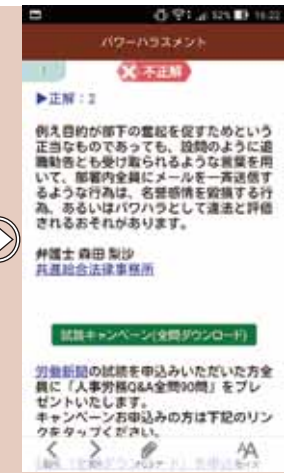 52% 16:22
パワーハラスメント
1
不正解
▶正解：2
例え目的が部下の奮起を促すためという
正当なものであっても、設問のように退
職勧告とも受け取られるような言葉を用
いて、部署内全員にメールを一斉送信す
るような行為は、名誉感情を毀損する行
為、あるいはパワハラとして違法と評価
されるおそれがあります。
弁護士 森田 梨沙
共進総合法律事務所
試読キャンペーン(全問ダウンロード)
労働新聞の試読を申込みいただいた方全
員に「人事労務Q&A全問90問」をプレ
ゼントいたします。
キャンペーンお申込みの方は下記のリン
クをタップください。